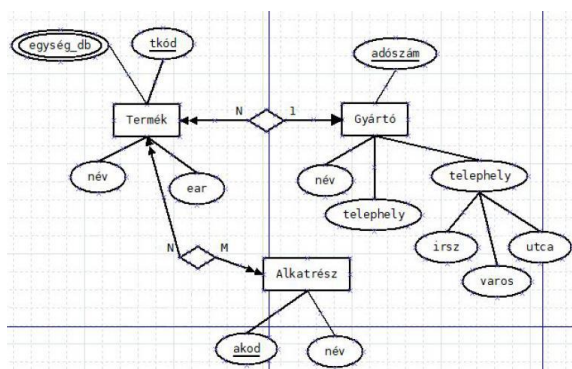 egység_db
tkód
adószám
Termék
N
1
Gyártó
név
ear
név
telephely
telephely
irsz
utca
varos
N
M
Alkatrész
akod
név